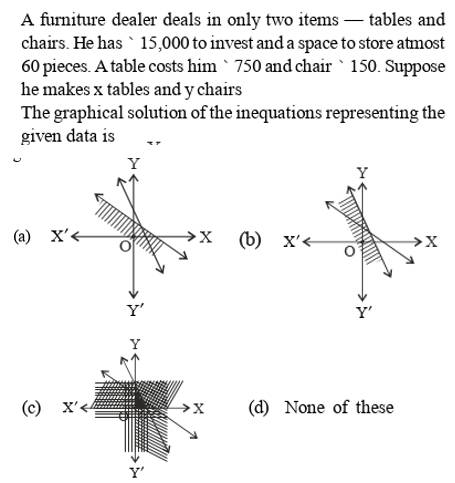 A furniture dealer deals in only two items — tables and
chairs. He has ` 15,000 to invest and a space to store atmost
60 pieces. A table costs him ` 750 and chair ` 150. Suppose
he makes x tables and y chairs
The graphical solution of the inequations representing the
given data is
Y
(a) X′ O X
Y′
Y
(b) X′ O X
Y′
Y
(c) X′ O X
Y′
(d) None of these